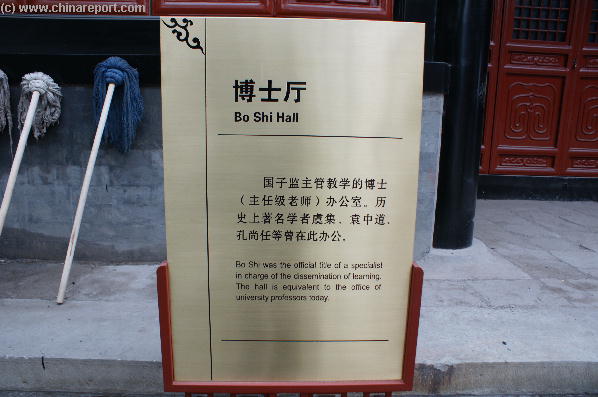 (c) www.chinareport.com
博士厅
Bo Shi Hall
国子监主管教学的博士
（主任级老师）办公室。历
史上著名学者虞集、袁中道、
孔尚任等曾在此办公。
Bo Shi was the official title of a specialist
in charge of the dissemination of learning.
The hall is equivalent to the office of
university professors today.